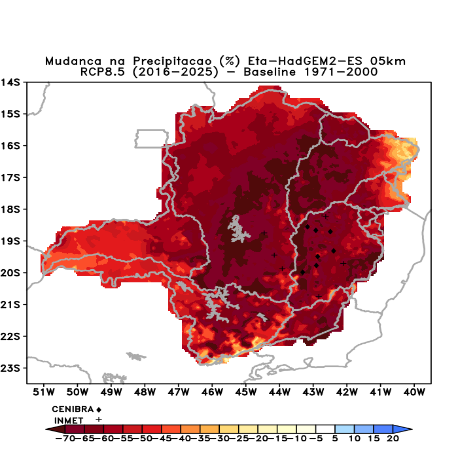 Mudanca na Precipitacao (%) Eta-HadGEM2-ES 05km
RCP8.5 (2016-2025) - Baseline 1971-2000
14S
15S
16S
17S
18S
19S
20S
21S
22S
23S
51W 50W 49W 48W 47W 46W 45W 44W 43W 42W 41W 40W
CENIBRA ♦
INMET +
-70 -65 -60 -55 -50 -45 -40 -35 -30 -25 -20 -15 -10 -5 5 10 15 20